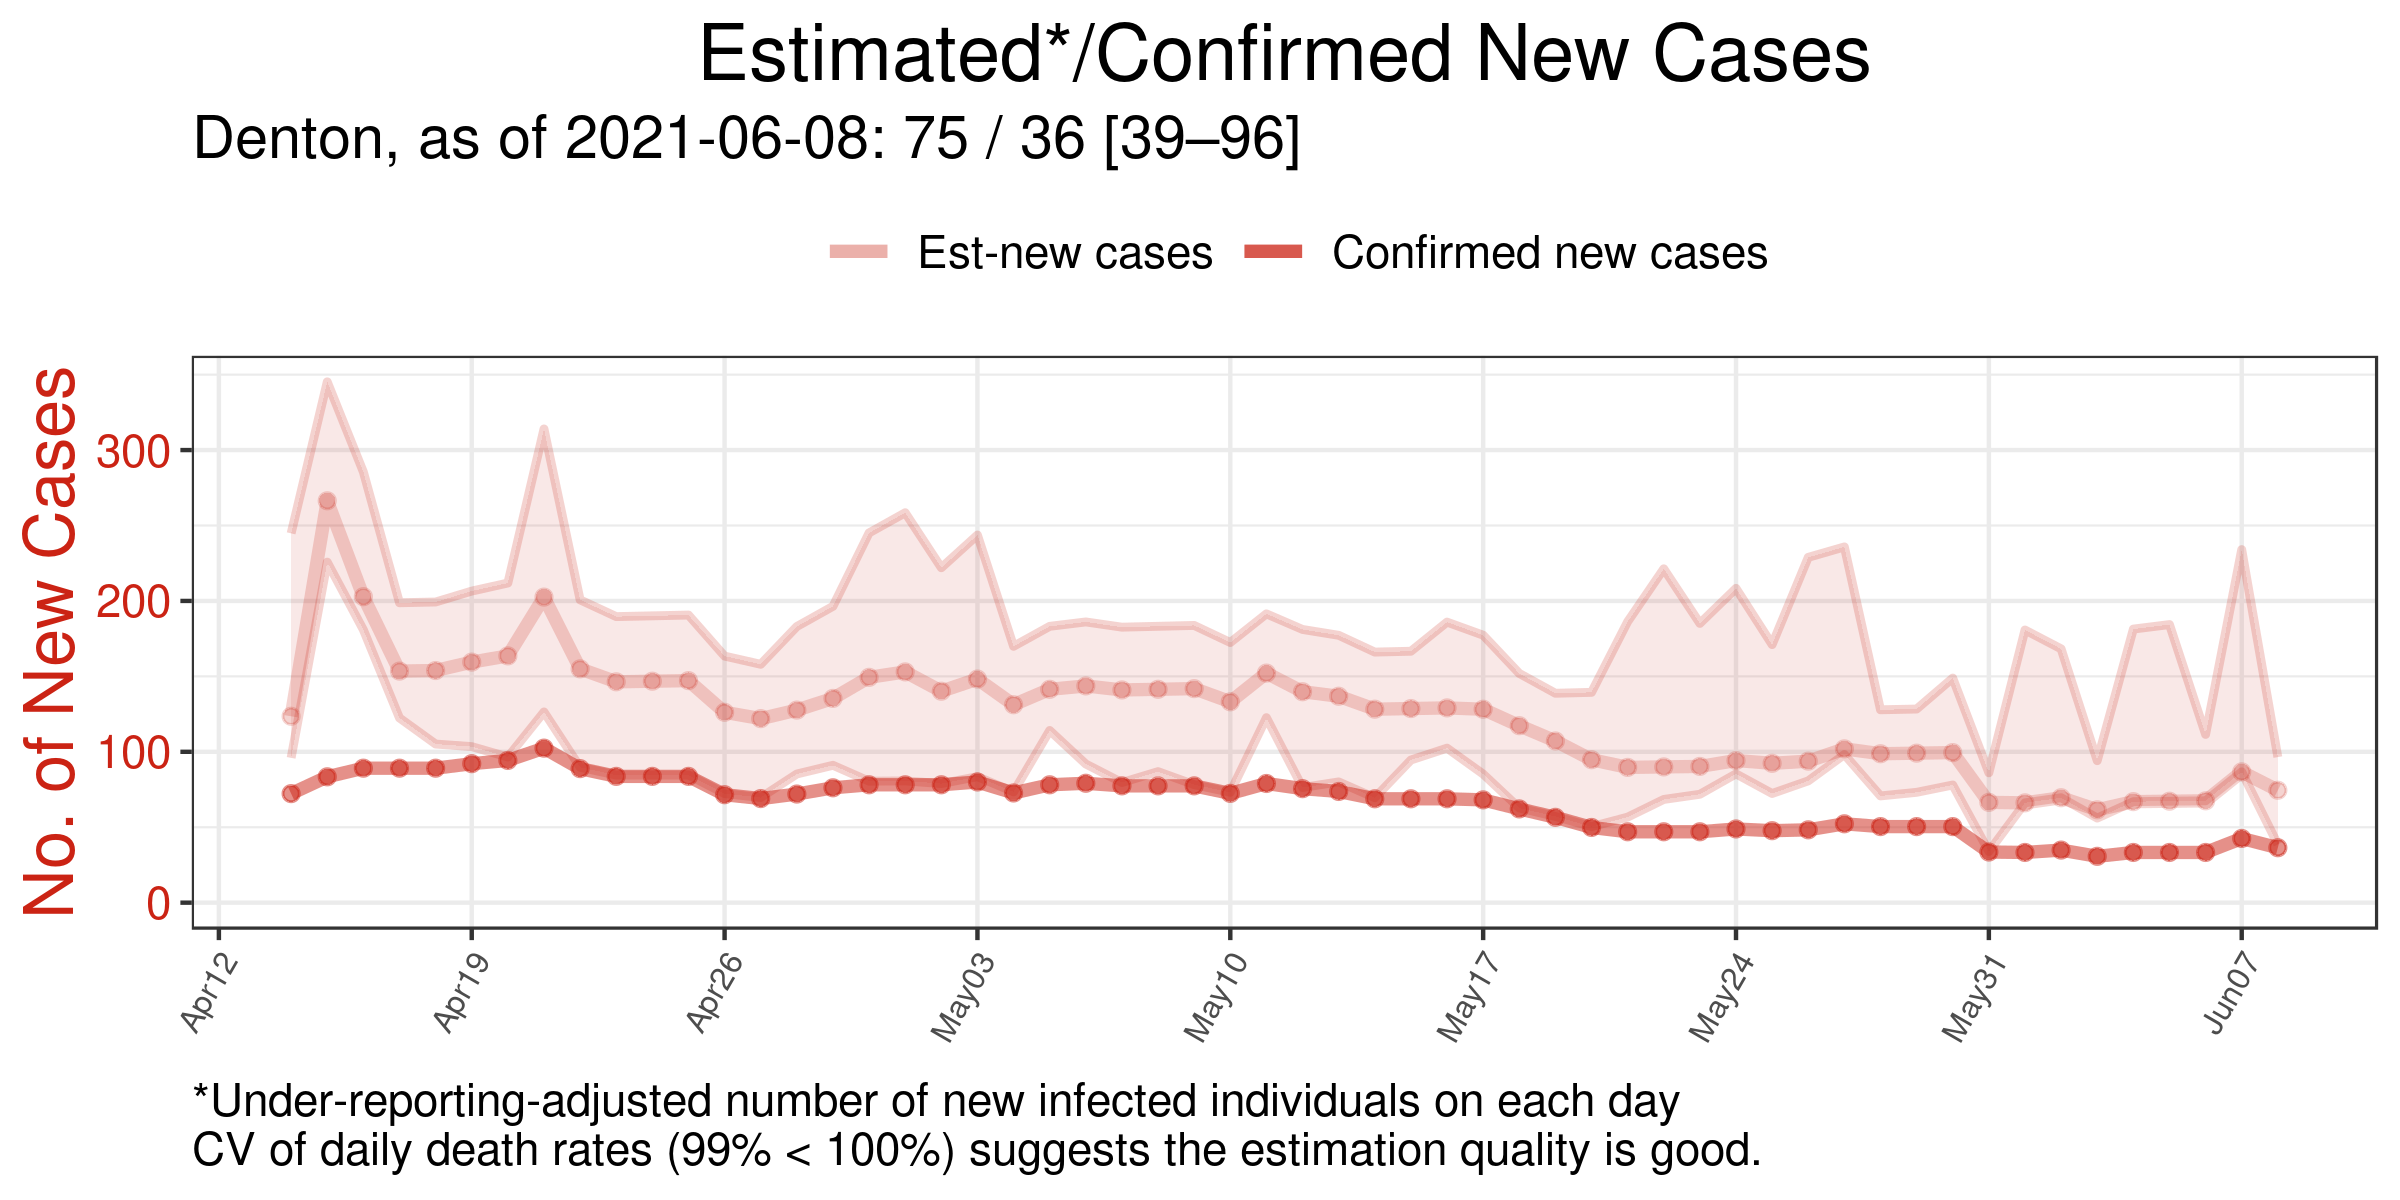 Estimated*/Confirmed New Cases
Denton, as of 2021-06-08: 75 / 36 [39–96]
Est-new cases Confirmed new cases
No. of New Cases
300
200
100
0
Apr12 Apr19 Apr26 May03 May10 May17 May24 May31 Jun07
*Under-reporting-adjusted number of new infected individuals on each day
CV of daily death rates (99% < 100%) suggests the estimation quality is good.